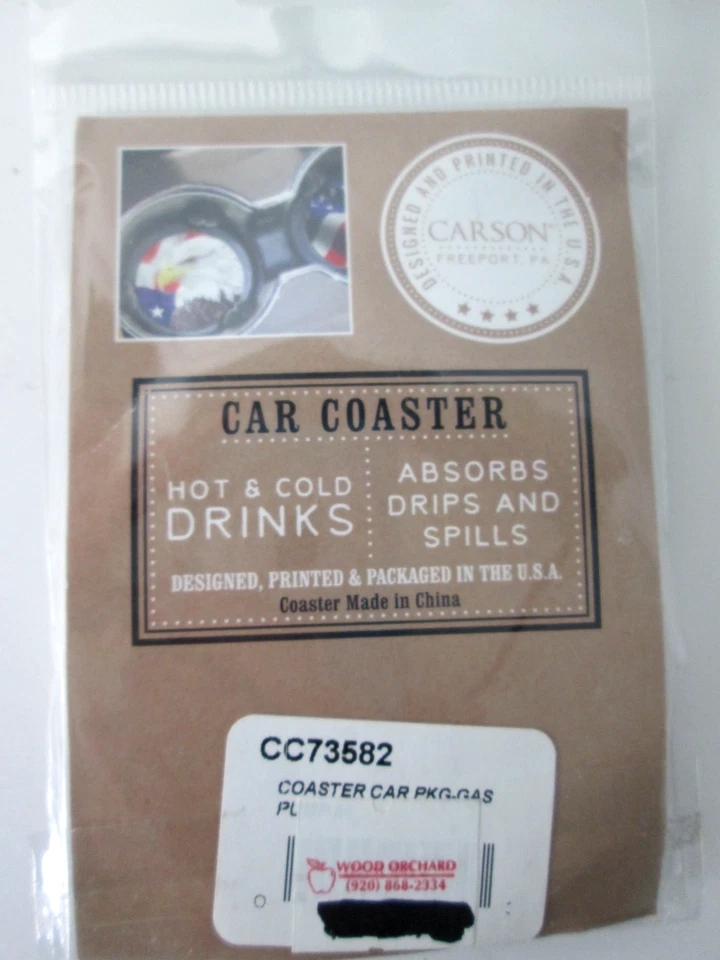 DESIGNED AND PRINTED IN THE U.S.A.
CARSON
FREEPORT, PA
CAR COASTER
HOT & COLD
DRINKS
ABSORBS
DRIPS AND
SPILLS
DESIGNED, PRINTED & PACKAGED IN THE U.S.A.
Coaster Made in China
CC73582
COASTER CAR PKG-GAS
WOOD ORCHARD
(920) 868-2334